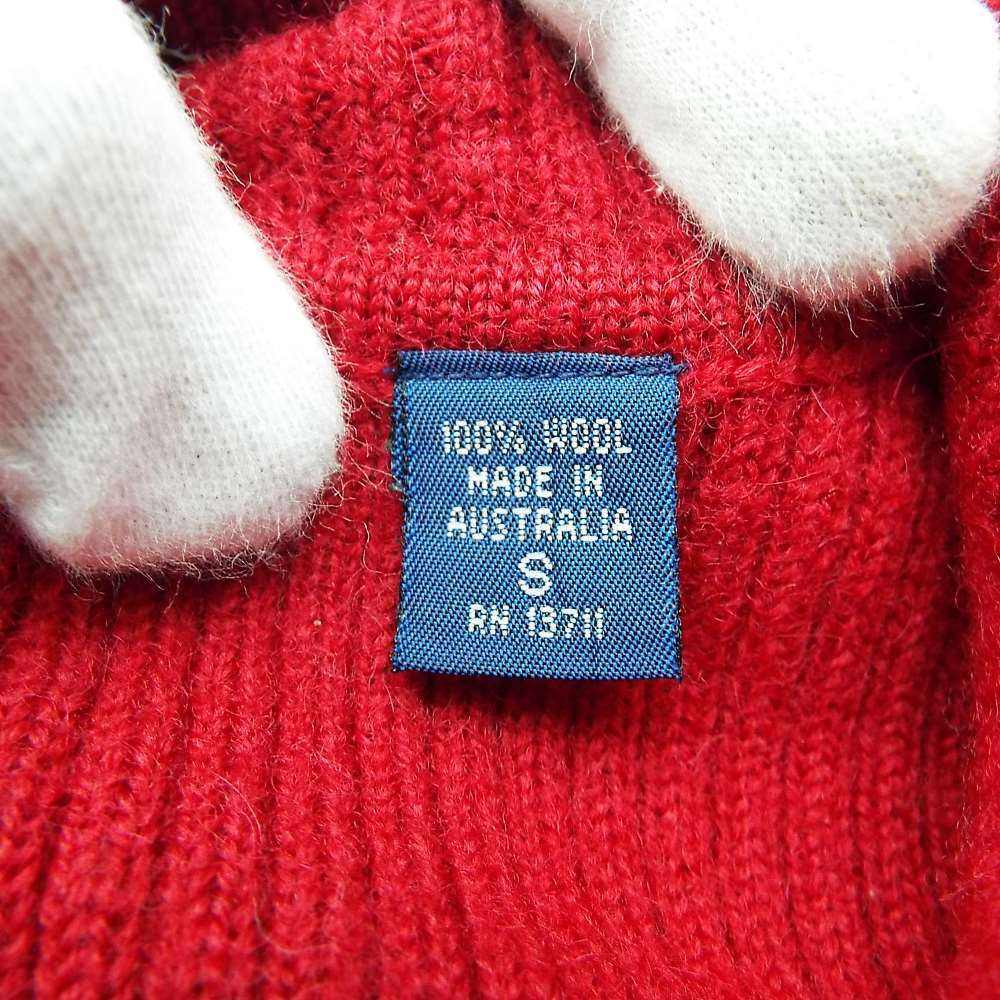 100% WOOL
MADE IN
AUSTRALIA
S
RN 13711